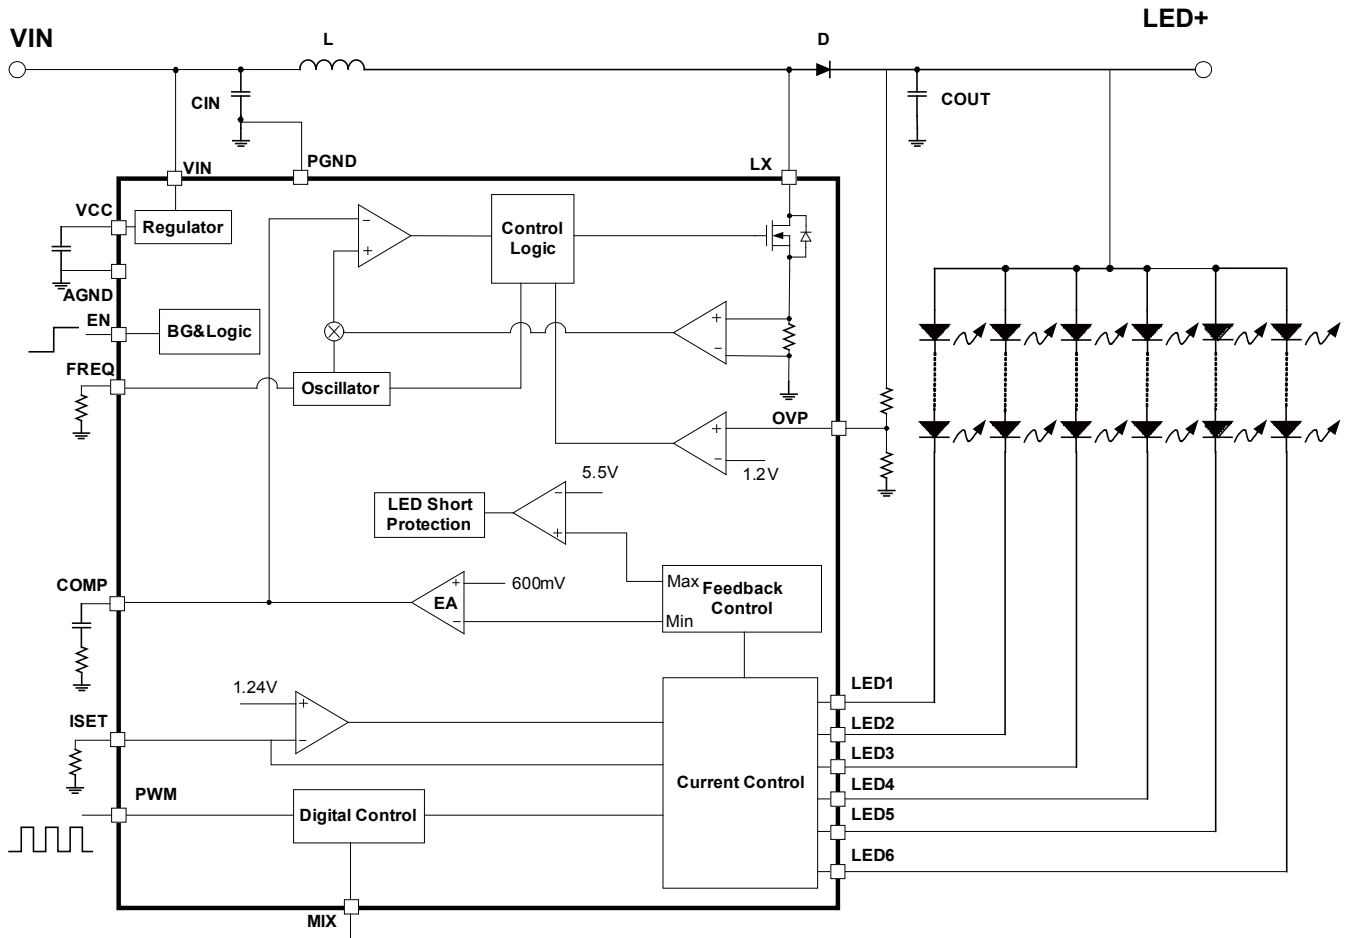 LED+
VIN
L
D
CIN
COUT
VIN
PGND
LX
VCC
Regulator
Control
Logic
−
+
AGND
EN
BG&Logic
+
−
FREQ
Oscillator
OVP
+
−
1.2V
5.5V
LED Short
Protection
−
+
COMP
EA
+
−
600mV
Max
Min
Feedback
Control
1.24V
+
−
ISET
LED1
LED2
LED3
LED4
LED5
LED6
Current Control
PWM
Digital Control
MIX